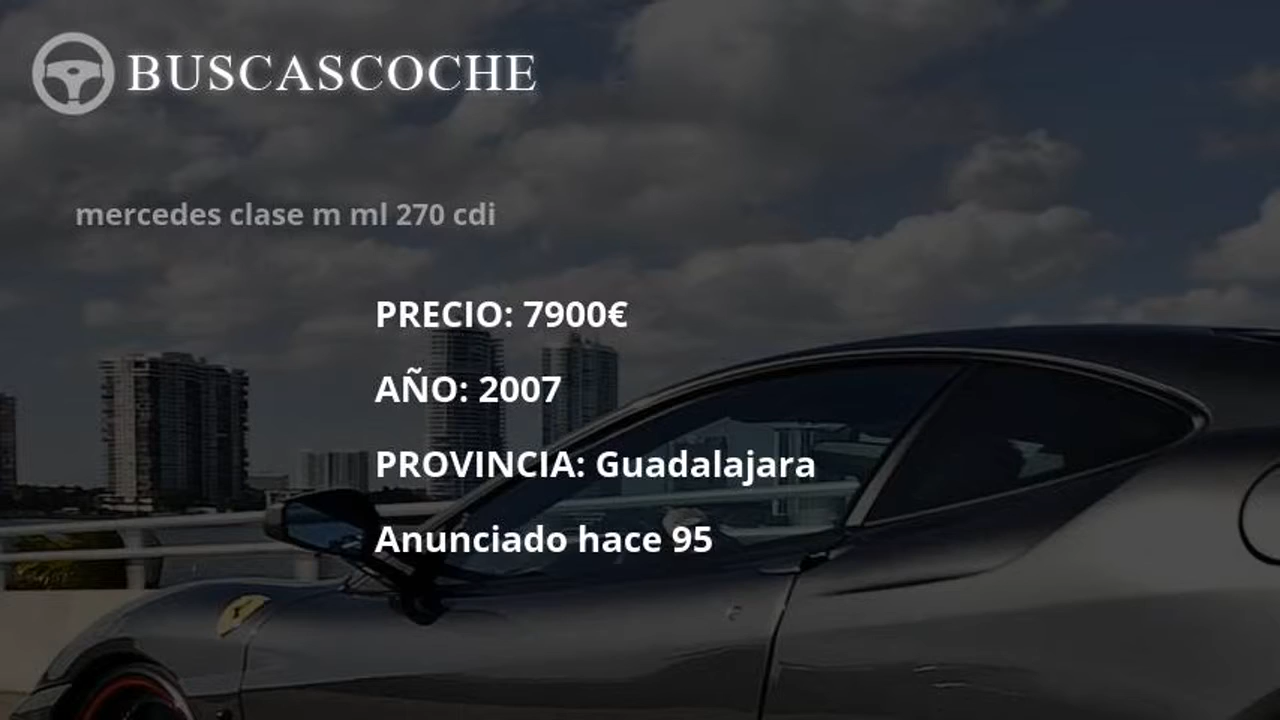 BUSCASCOCHE
mercedes clase m ml 270 cdi
PRECIO: 7900€
AÑO: 2007
PROVINCIA: Guadalajara
Anunciado hace 95